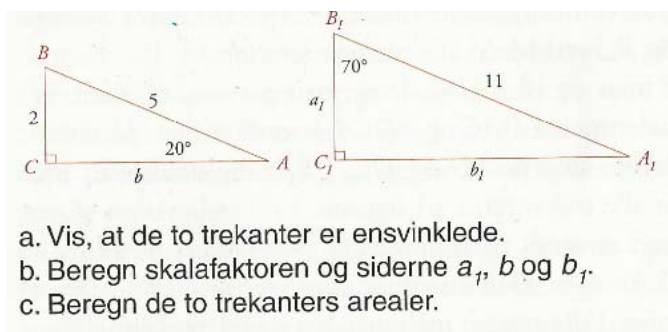 B
2
5
20°
C
b
A
B₁
70°
a₁
11
C₁
b₁
A₁
a. Vis, at de to trekanter er ensvinklede.
b. Beregn skalafaktoren og siderne a₁, b og b₁.
c. Beregn de to trekanters arealer.